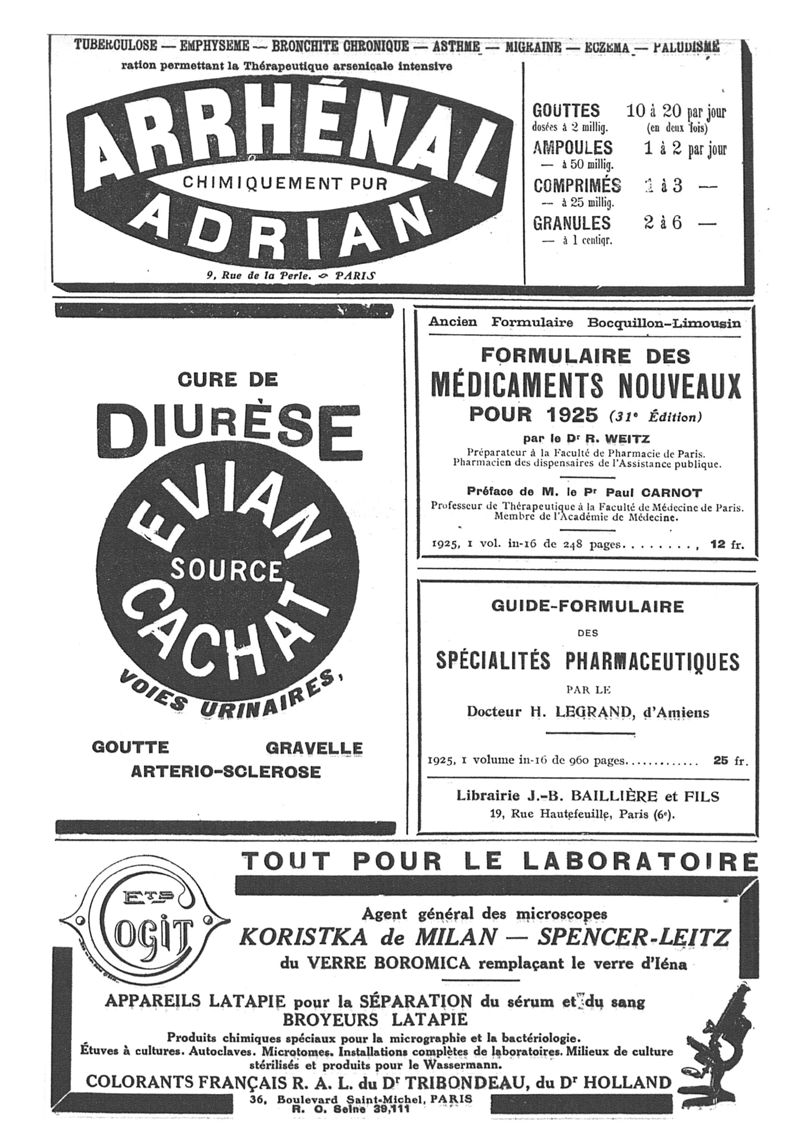 TUBERCULOSE — EMPHYSEME — BRONCHITE CHRONIQUE — ASTHME — MIGRAINE — ECZEMA — PALUDISME
ration permettant la Thérapeutique arsenicale intensive
ARRHÉNAL
CHIMIQUEMENT PUR
ADRIAN
9, Rue de la Perle. PARIS
GOUTTES 10 à 20 par jour
dosées à 2 millig. (en deux fois)
AMPOULES 1 à 2 par jour
— à 50 millig.
COMPRIMÉS 1 à 3 —
— à 25 millig.
GRANULES 2 à 6 —
— à 1 centigr.
CURE DE
DIURÈSE
EVIAN
SOURCE
CACHAT
VOIES URINAIRES,
GOUTTE GRAVELLE
ARTERIO-SCLEROSE
Ancien Formulaire Bocquillon-Limousin
FORMULAIRE DES
MÉDICAMENTS NOUVEAUX
POUR 1925 (31e Édition)
par le Dr R. WEITZ
Préparateur à la Faculté de Pharmacie de Paris.
Pharmacien des dispensaires de l'Assistance publique.
Préface de M. le Pr Paul CARNOT
Professeur de Thérapeutique à la Faculté de Médecine de Paris.
Membre de l'Académie de Médecine.
1925, 1 vol. in-16 de 248 pages........, 12 fr.
GUIDE-FORMULAIRE
DES
SPÉCIALITÉS PHARMACEUTIQUES
PAR LE
Docteur H. LEGRAND, d'Amiens
1925, 1 volume in-16 de 960 pages............ 25 fr.
Librairie J.-B. BAILLIÈRE et FILS
19, Rue Hautefeuille, Paris (6e).
TOUT POUR LE LABORATOIRE
ETS
COGIT
Agent général des microscopes
KORISTKA de MILAN — SPENCER-LEITZ
du VERRE BOROMICA remplaçant le verre d'Iéna
APPAREILS LATAPIE pour la SÉPARATION du sérum et du sang
BROYEURS LATAPIE
Produits chimiques spéciaux pour la micrographie et la bactériologie.
Étuves à cultures. Autoclaves. Microtomes. Installations complètes de laboratoires. Milieux de culture
stérilisés et produits pour le Wassermann.
COLORANTS FRANÇAIS R. A. L. du Dr TRIBONDEAU, du Dr HOLLAND
36, Boulevard Saint-Michel, PARIS
R. C. Seine 39,111